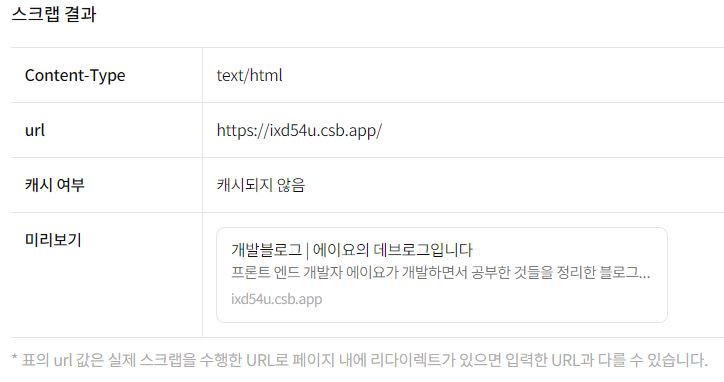 스크랩 결과
Content-Type text/html
url https://ixd54u.csb.app/
캐시 여부 캐시되지 않음
미리보기
개발블로그 | 에이요의 데브로그입니다
프론트 엔드 개발자 에이요가 개발하면서 공부한 것들을 정리한 블로그...
ixd54u.csb.app
* 표의 url 값은 실제 스크랩을 수행한 URL로 페이지 내에 리다이렉트가 있으면 입력한 URL과 다를 수 있습니다.